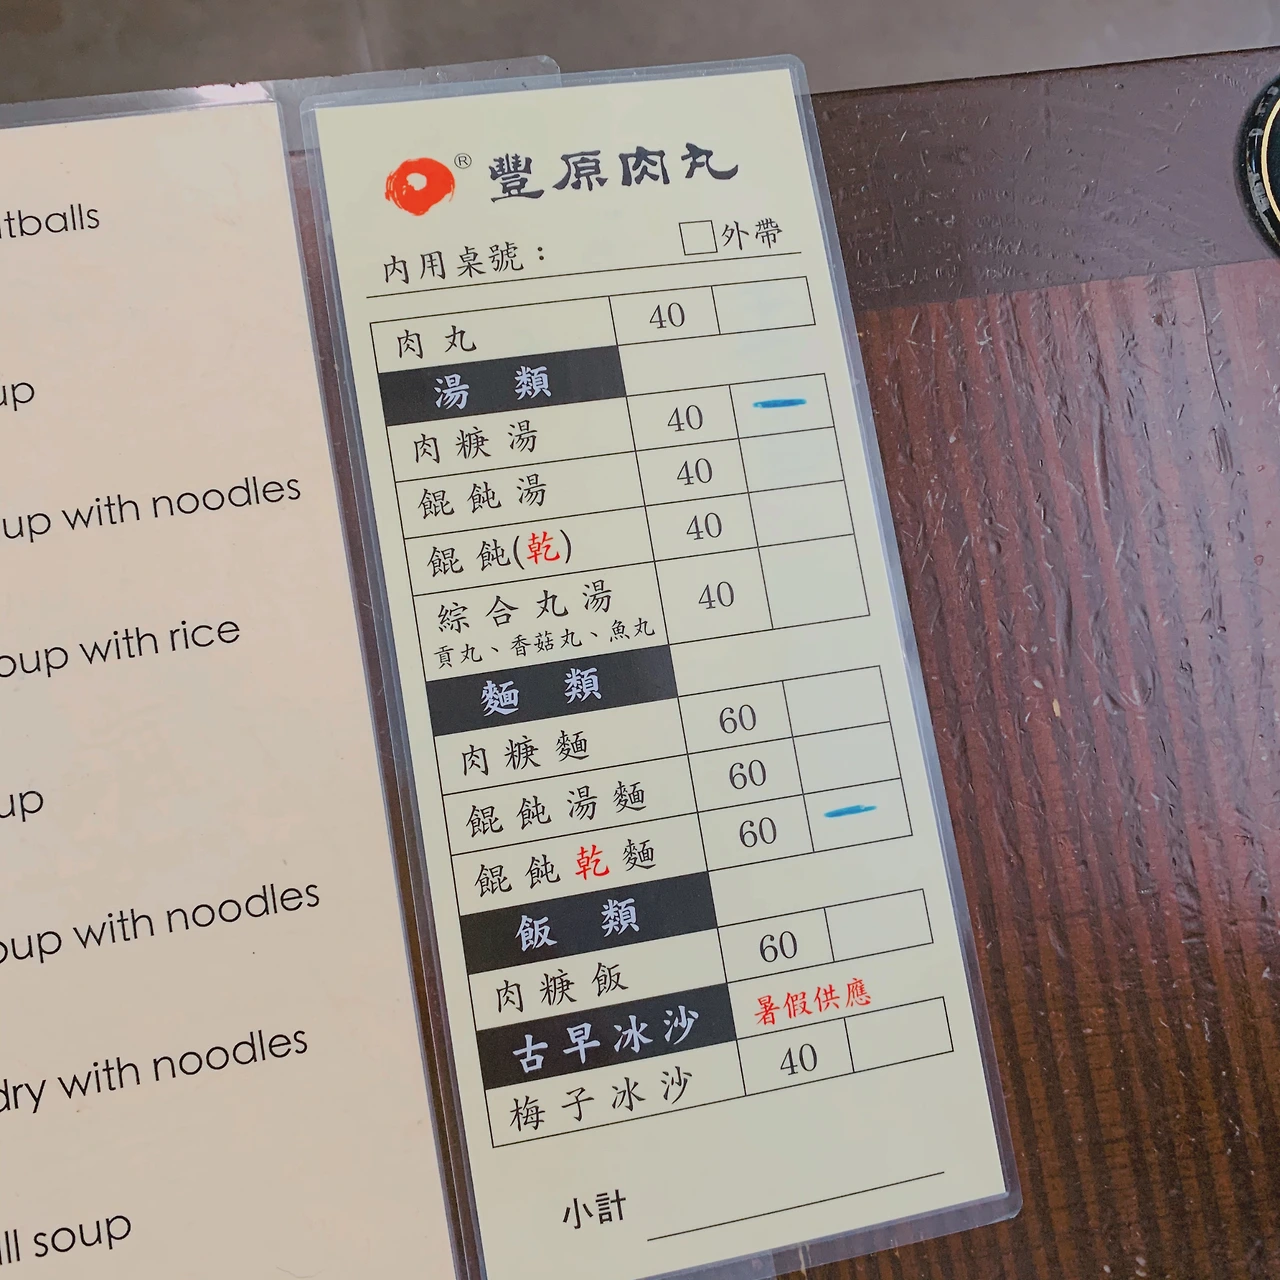 tballs
up
up with noodles
oup with rice
up
oup with noodles
dry with noodles
ll soup
® 豐原肉丸
內用桌號： □外帶
肉丸 40
湯類
肉𥻵湯 40 —
餛飩湯 40
餛飩(乾) 40
綜合丸湯 40
貢丸、香菇丸、魚丸
麵類
肉𥻵麵 60
餛飩湯麵 60
餛飩乾麵 60 —
飯類
肉𥻵飯 60
古早冰沙 暑假供應
梅子冰沙 40
小計